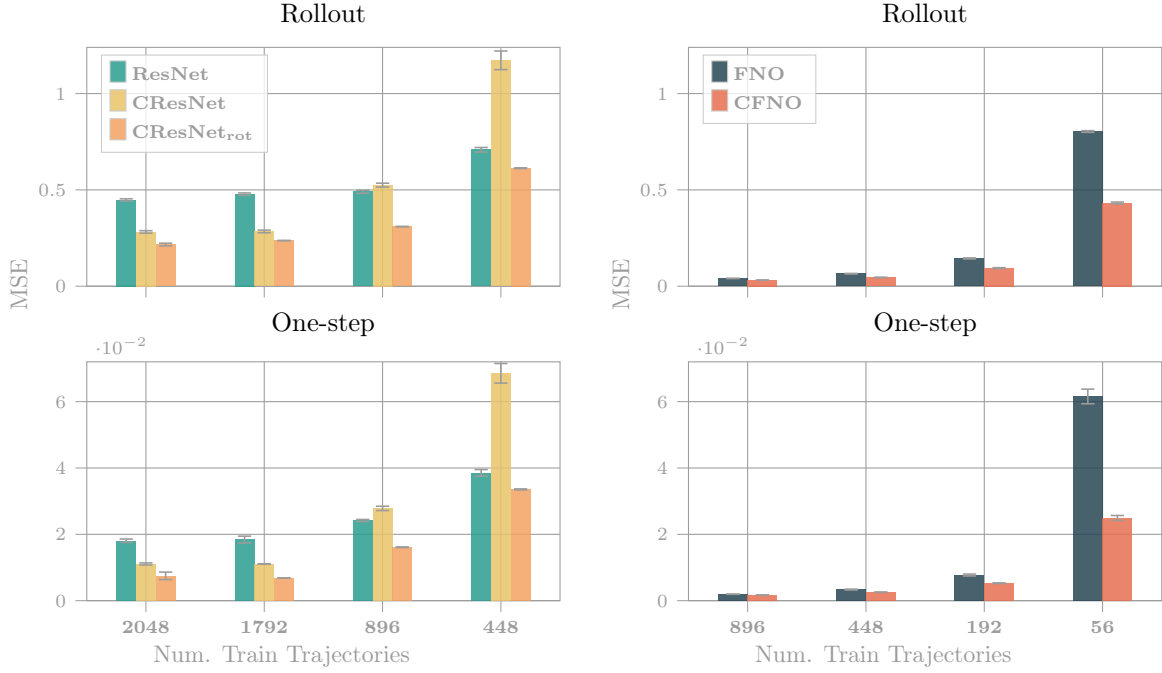 Rollout
1
0.5
0
MSE
ResNet
CResNet
CResNet_rot
One-step
·10^−2
6
4
2
0
2048 1792 896 448
Num. Train Trajectories
Rollout
1
0.5
0
MSE
FNO
CFNO
One-step
·10^−2
6
4
2
0
896 448 192 56
Num. Train Trajectories